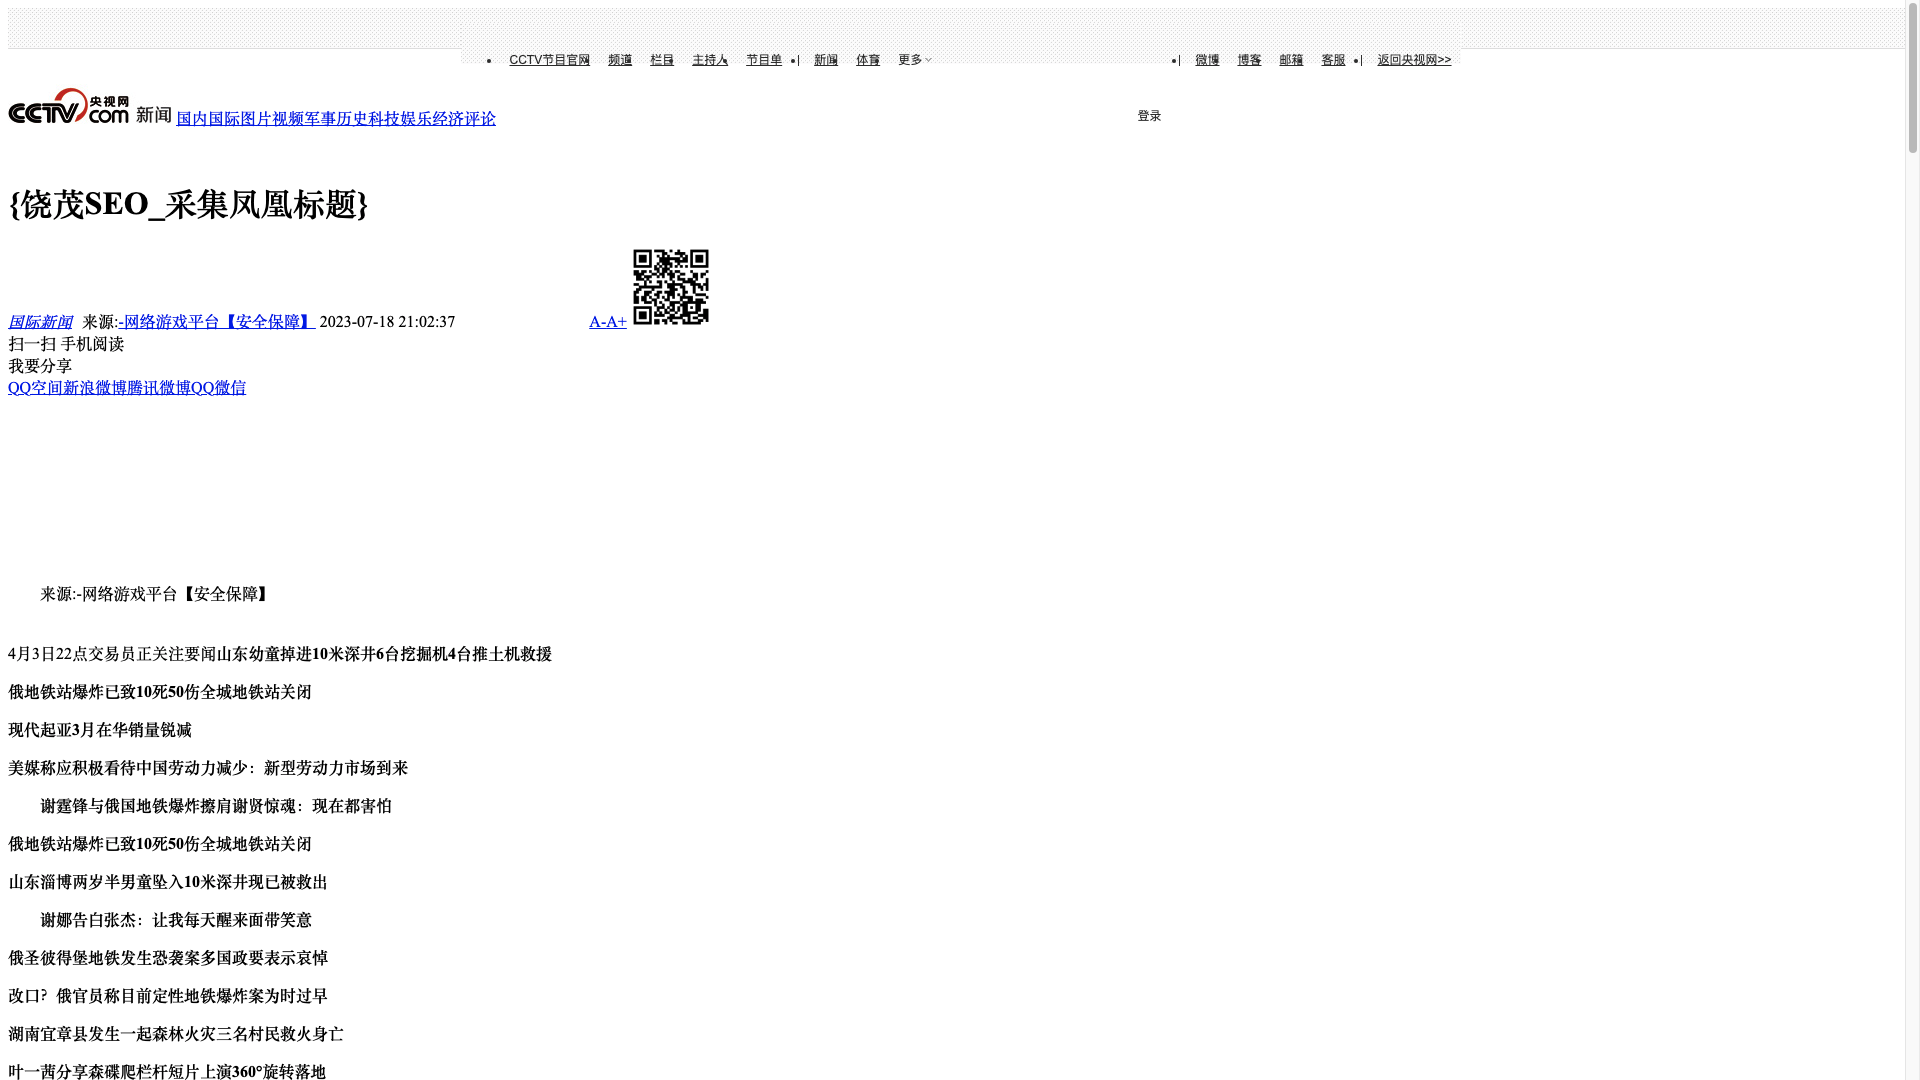 CCTV节目官网 频道 栏目 主持人 节目单 | 新闻 体育 更多 | 微博 博客 邮箱 客服 | 返回央视网>>
CCTV 央视网 com 新闻 国内国际图片视频军事历史科技娱乐经济评论 登录
{饶茂SEO_采集凤凰标题}
国际新闻 来源:-网络游戏平台【安全保障】 2023-07-18 21:02:37 A-A+
扫一扫 手机阅读
我要分享
QQ空间新浪微博腾讯微博QQ微信
来源:-网络游戏平台【安全保障】
4月3日22点交易员正关注要闻山东幼童掉进10米深井6台挖掘机4台推土机救援
俄地铁站爆炸已致10死50伤全城地铁站关闭
现代起亚3月在华销量锐减
美媒称应积极看待中国劳动力减少：新型劳动力市场到来
谢霆锋与俄国地铁爆炸擦肩谢贤惊魂：现在都害怕
俄地铁站爆炸已致10死50伤全城地铁站关闭
山东淄博两岁半男童坠入10米深井现已被救出
谢娜告白张杰：让我每天醒来面带笑意
俄圣彼得堡地铁发生恐袭案多国政要表示哀悼
改口？俄官员称目前定性地铁爆炸案为时过早
湖南宜章县发生一起森林火灾三名村民救火身亡
叶一茜分享森碟爬栏杆短片上演360°旋转落地